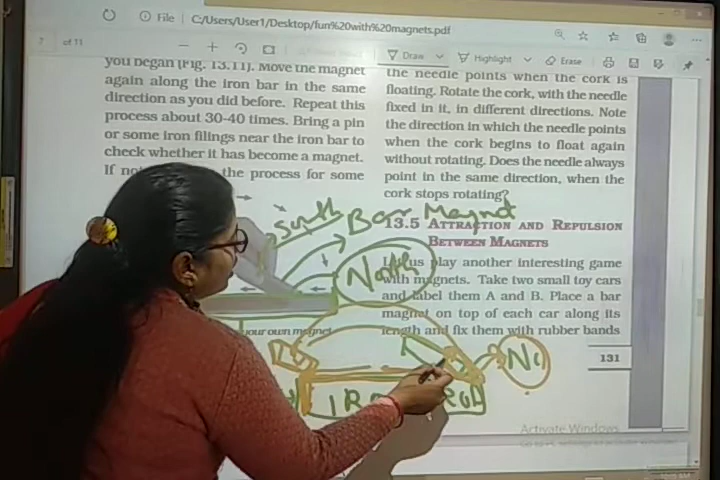 File
C:/Users/User1/Desktop/fun%20with%20magnets.pdf
7 of 11
Draw
Highlight
Erase
you began (Fig. 13.11). Move the magnet
again along the iron bar in the same
direction as you did before. Repeat this
process about 30-40 times. Bring a pin
or some iron filings near the iron bar to
check whether it has become a magnet.
If the process for some
South
Bar Magnet
North
your own magnet
the needle points when the cork is
floating. Rotate the cork, with the needle
fixed in it, in different directions. Note
the direction in which the needle points
when the cork begins to float again
without rotating. Does the needle always
point in the same direction, when the
cork stops rotating?
13.5 ATTRACTION AND REPULSION
BETWEEN MAGNETS
us play another interesting game
with magnets. Take two small toy cars
and label them A and B. Place a bar
magnet on top of each car along its
length and fix them with rubber bands
131
Activate Windows